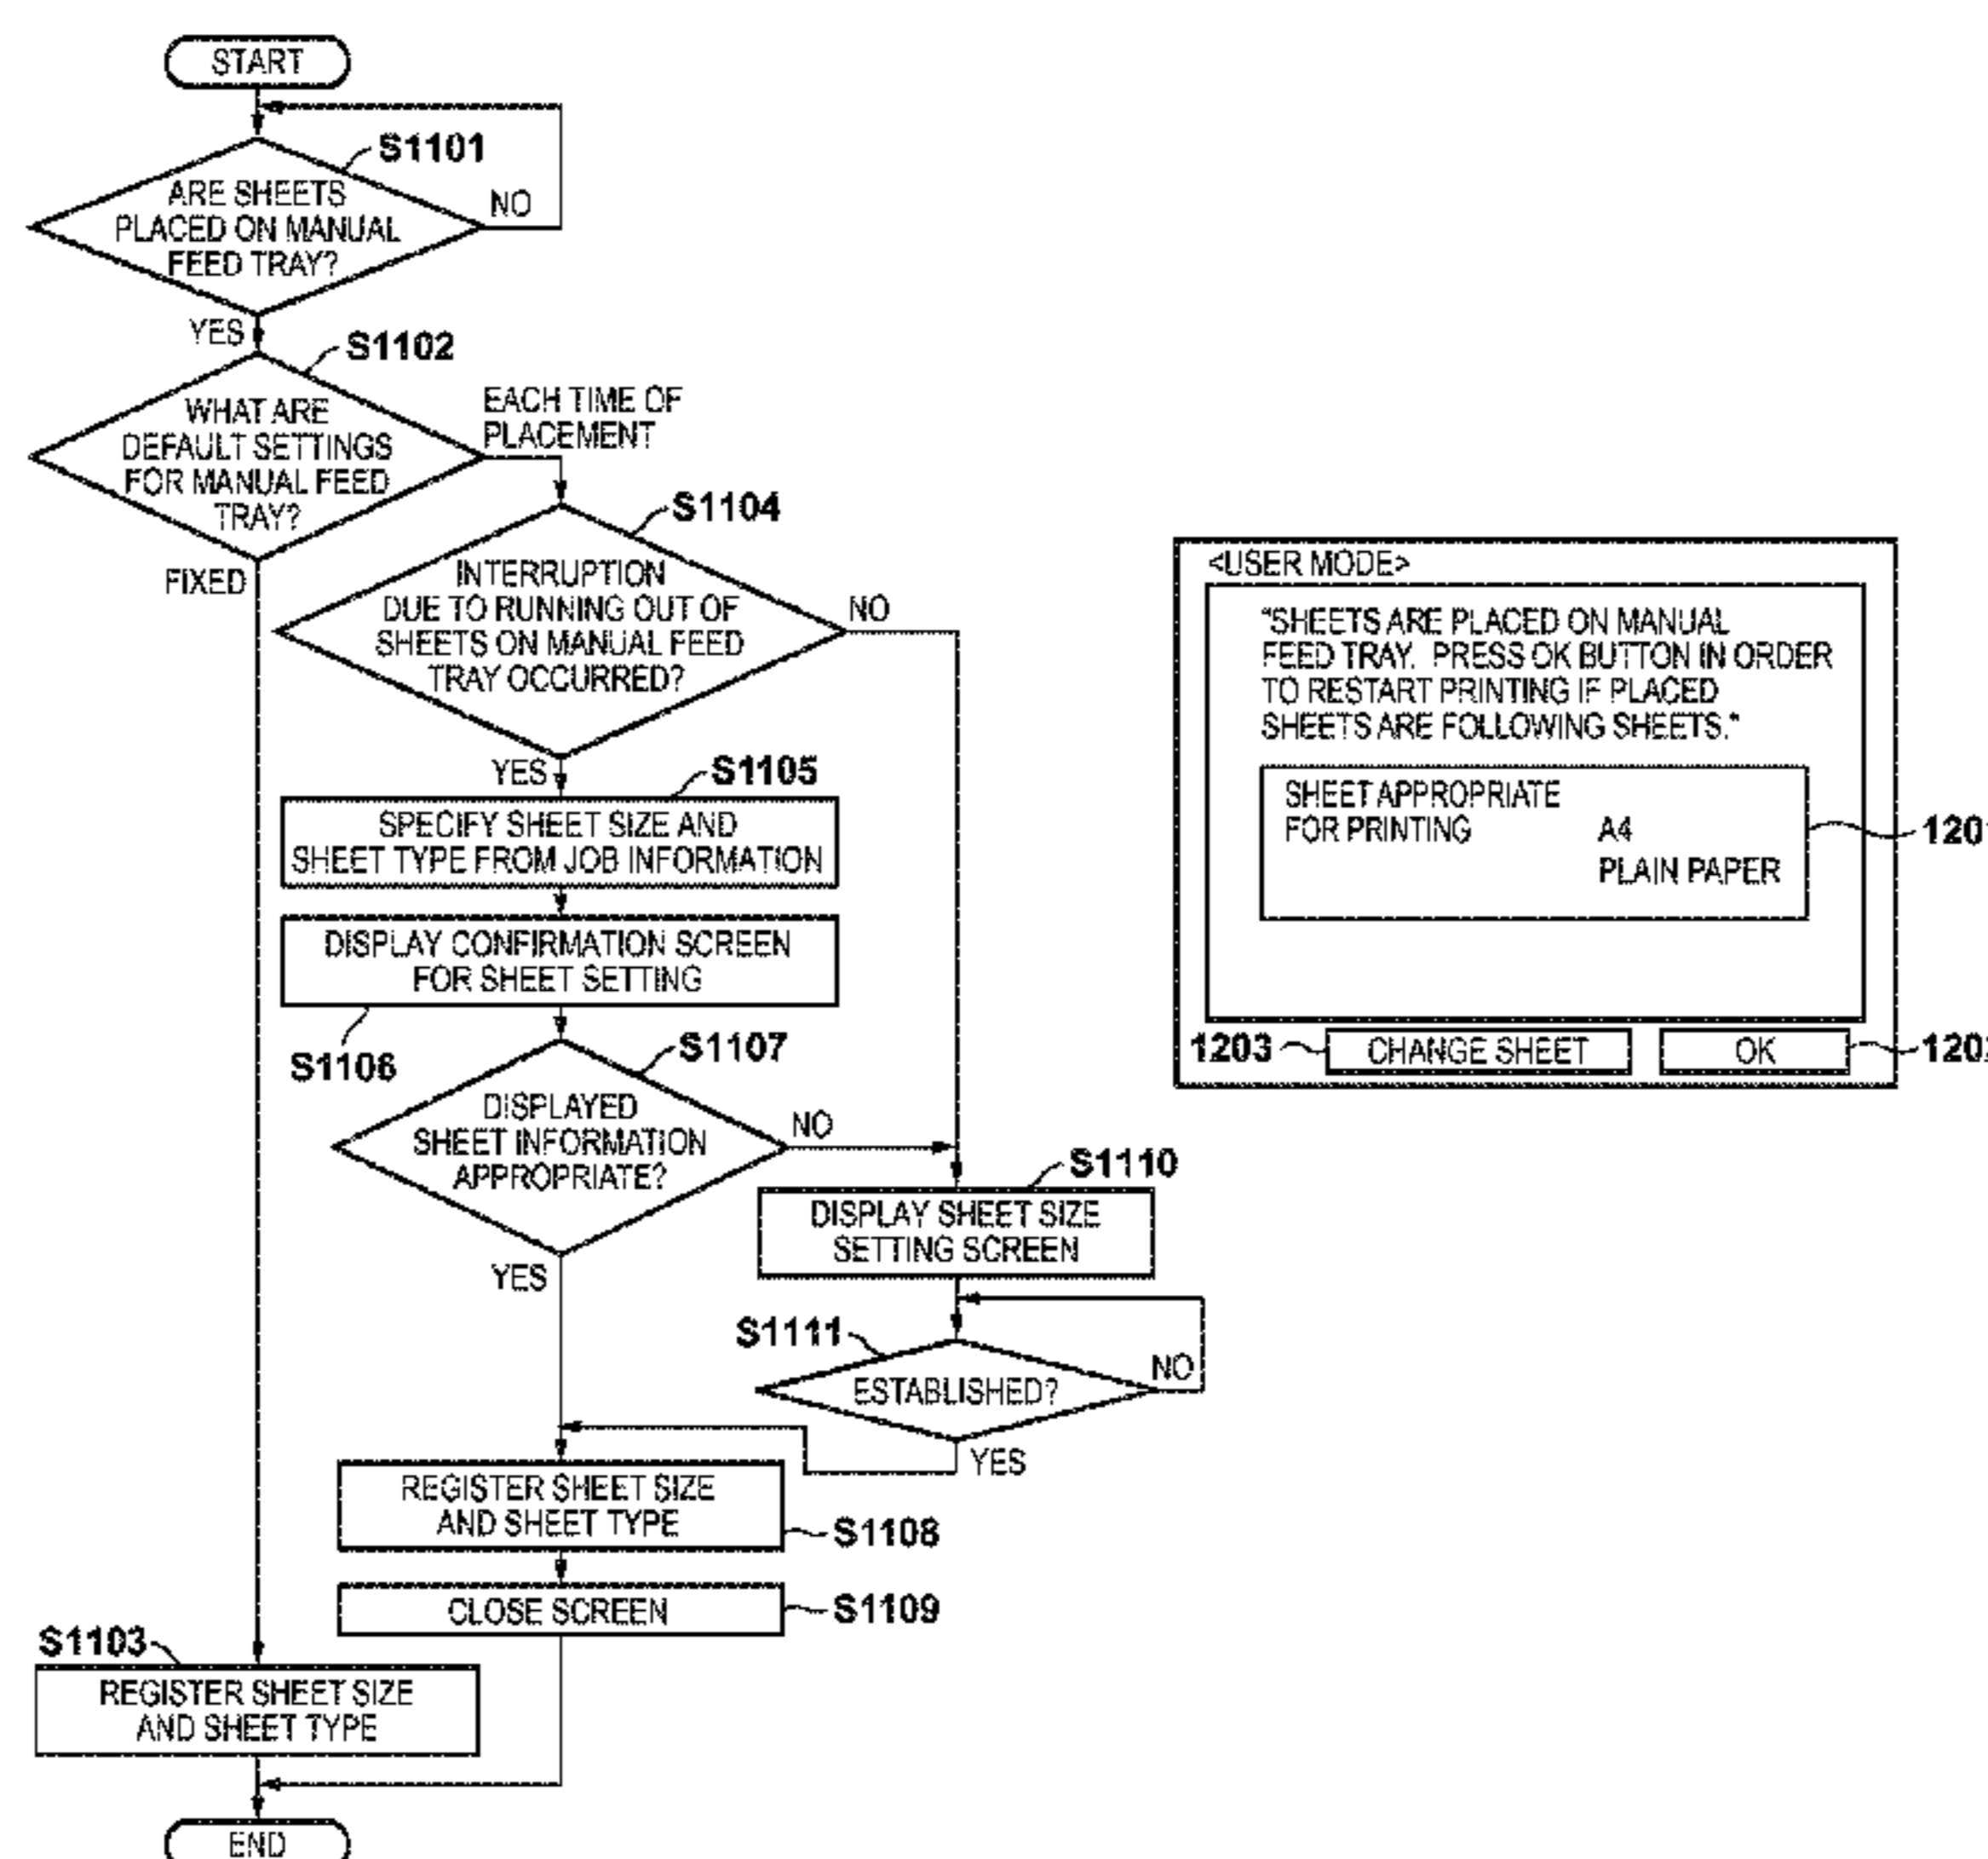 START
S1101
ARE SHEETS
PLACED ON MANUAL
FEED TRAY?
NO
YES
S1102
WHAT ARE
DEFAULT SETTINGS
FOR MANUAL FEED
TRAY?
EACH TIME OF
PLACEMENT
FIXED
S1104
INTERRUPTION
DUE TO RUNNING OUT OF
SHEETS ON MANUAL FEED
TRAY OCCURRED?
NO
YES
S1105
SPECIFY SHEET SIZE AND
SHEET TYPE FROM JOB INFORMATION
DISPLAY CONFIRMATION SCREEN
FOR SHEET SETTING
S1106
S1107
DISPLAYED
SHEET INFORMATION
APPROPRIATE?
NO
YES
S1110
DISPLAY SHEET SIZE
SETTING SCREEN
S1111
ESTABLISHED?
NO
YES
REGISTER SHEET SIZE
AND SHEET TYPE
S1108
CLOSE SCREEN
S1109
S1103
REGISTER SHEET SIZE
AND SHEET TYPE
END
<USER MODE>
"SHEETS ARE PLACED ON MANUAL
FEED TRAY. PRESS OK BUTTON IN ORDER
TO RESTART PRINTING IF PLACED
SHEETS ARE FOLLOWING SHEETS."
SHEET APPROPRIATE
FOR PRINTING
A4
PLAIN PAPER
1203
CHANGE SHEET
OK